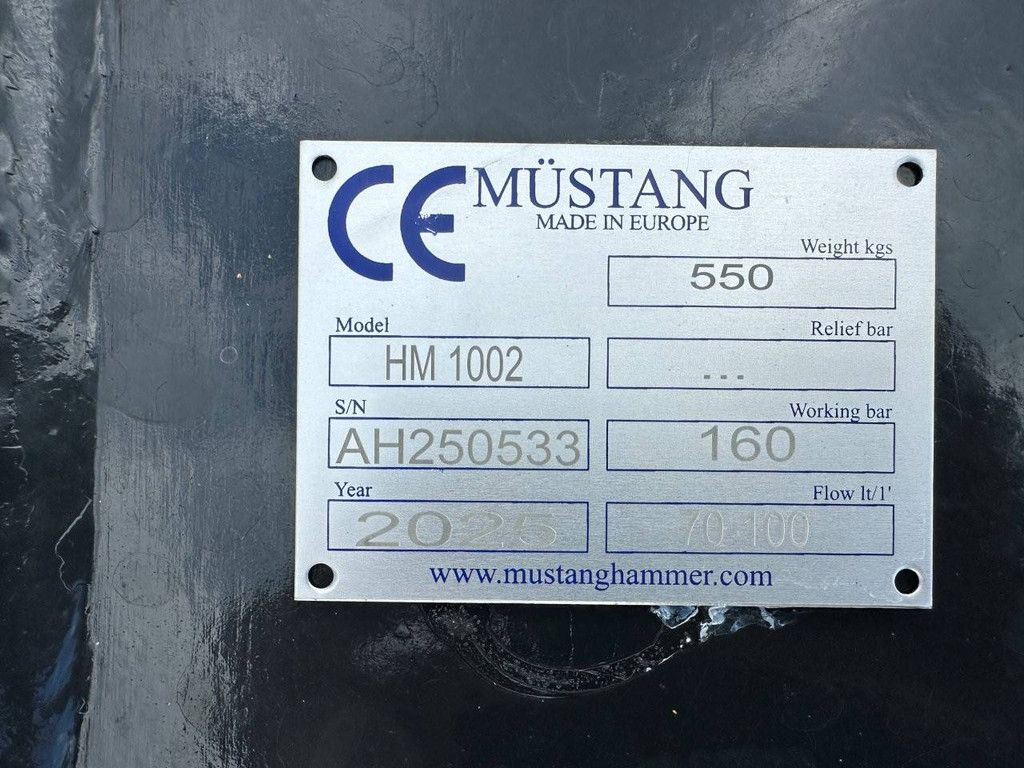 CE MÜSTANG
MADE IN EUROPE
Weight kgs
550
Model
HM 1002
Relief bar
...
S/N
AH250533
Working bar
160
Year
2025
Flow lt/1'
70-100
www.mustanghammer.com